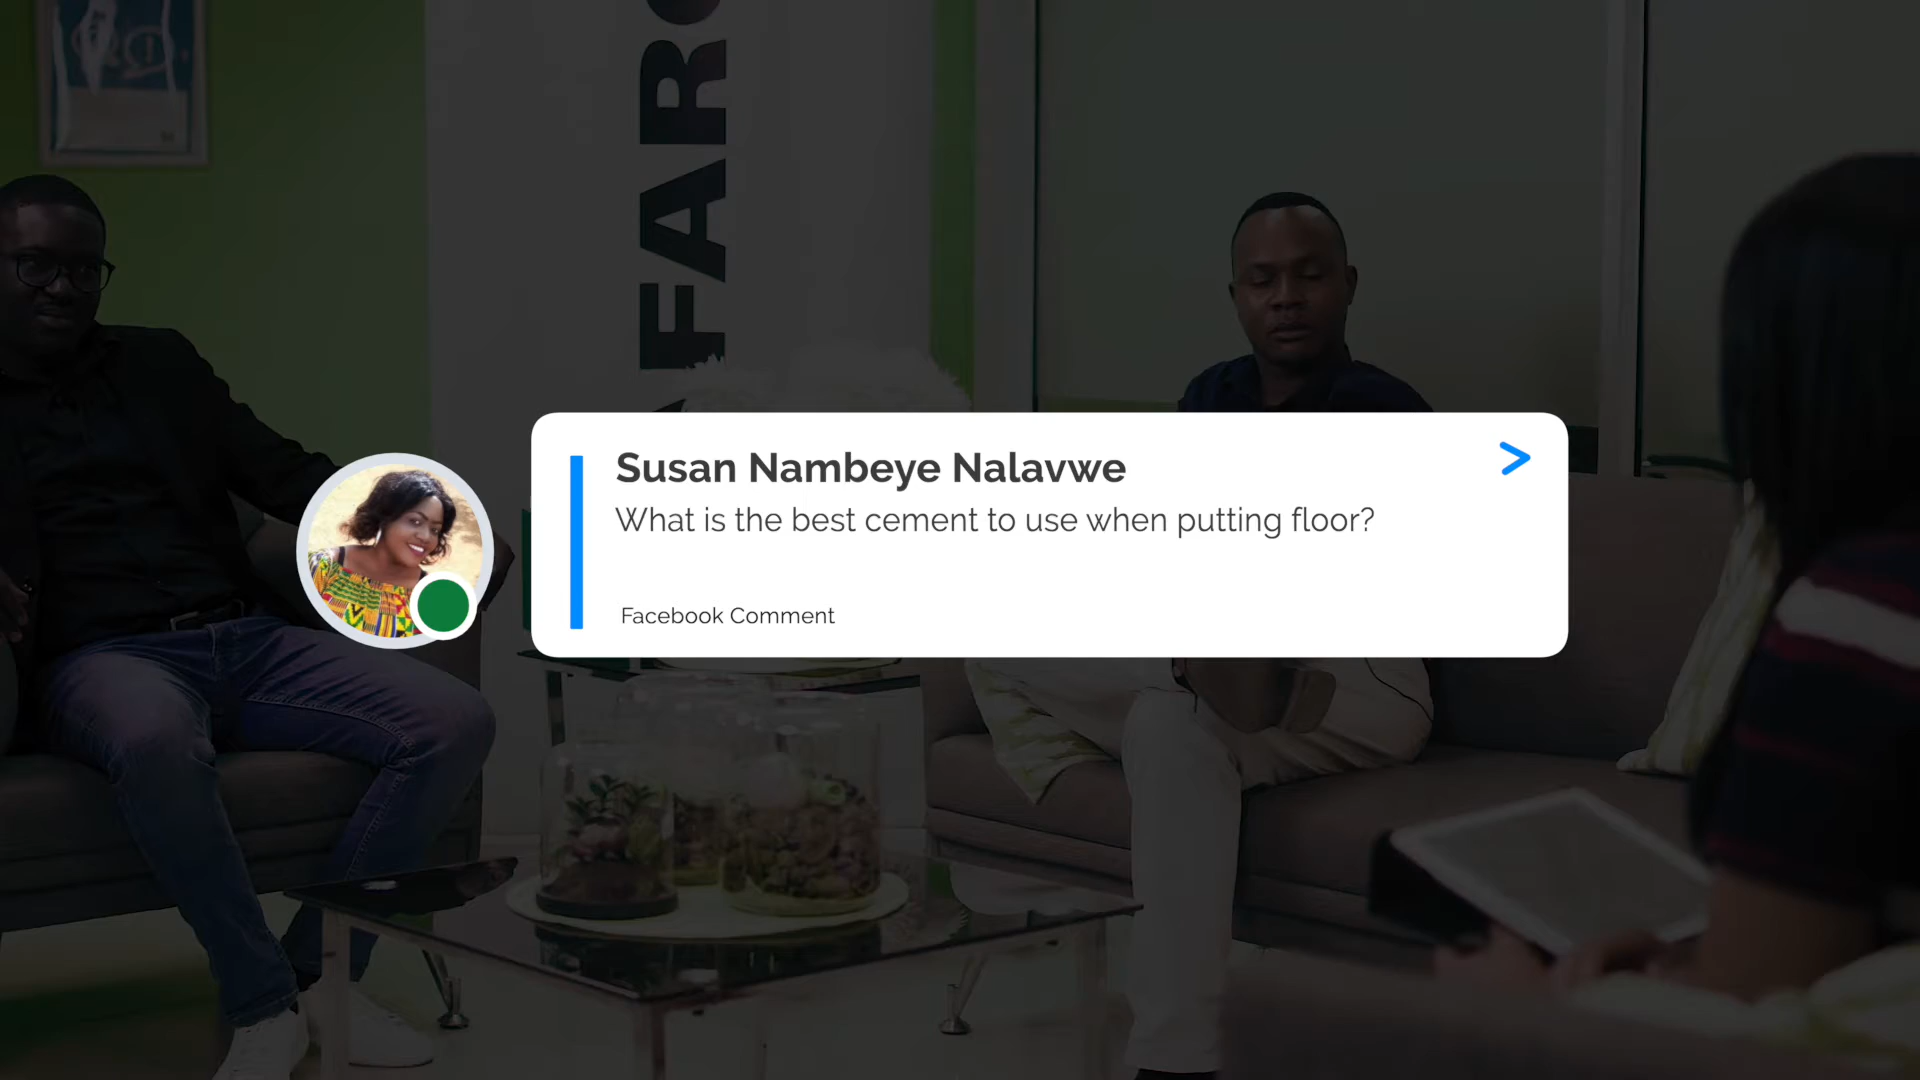 FAR
Susan Nambeye Nalavwe
What is the best cement to use when putting floor?
Facebook Comment